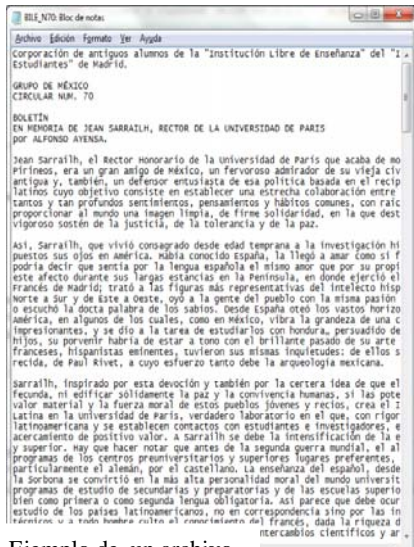 BILE_N70: Bloc de notas
Archivo Edición Formato Ver Ayuda
Corporación de antiguos alumnos de la "Institución Libre de Enseñanza" del "I
Estudiantes" de Madrid.
GRUPO DE MÉXICO
CIRCULAR NUM. 70
BOLETÍN
EN MEMORIA DE JEAN SARRAILH, RECTOR DE LA UNIVERSIDAD DE PARIS
por ALFONSO AYENSA.
Jean Sarrailh, el Rector Honorario de la Universidad de París que acaba de mo
Pirineos, era un gran amigo de México, un fervoroso admirador de su vieja civ
antigua y, también, un defensor entusiasta de esa política basada en el recip
latinos cuyo objetivo consiste en establecer una estrecha colaboración entre
tantos y tan profundos sentimientos, pensamientos y hábitos comunes, con raíc
proporcionar al mundo una imagen limpia, de firme solidaridad, en la que dest
vigoroso sostén de la justicia, de la tolerancia y de la paz.
Así, Sarrailh, que vivió consagrado desde edad temprana a la investigación hi
puestos sus ojos en América. Había conocido España, la llegó a amar como si f
podría decir que sentía por la lengua española el mismo amor que por su propi
este afecto durante sus largas estancias en la Península, en donde ejerció el
Francés de Madrid; trató a las figuras más representativas del intelecto hisp
Norte a Sur y de Este a Oeste, oyó a la gente del pueblo con la misma pasión
o escuchó la docta palabra de los sabios. Desde España oteó los vastos horizo
América, en algunos de los cuales, como en México, vibra la grandeza de una c
impresionantes, y se dio a la tarea de estudiarlos con hondura, persuadido de
hijos, su porvenir habría de estar a tono con el brillante pasado de su arte
franceses, hispanistas eminentes, tuvieron sus mismas inquietudes: de ellos s
recida, de Paul Rivet, a cuyo esfuerzo tanto debe la arqueología mexicana.
Sarrailh, inspirado por esta devoción y también por la certera idea de que el
fecunda, ni edificar sólidamente la paz y la convivencia humanas, si las pote
valor material y la fuerza moral de estos pueblos jóvenes y recios, crea el I
Latina en la Universidad de París, verdadero laboratorio en el que, con rigor
latinoamericana y se establecen contactos con estudiantes e investigadores, e
acercamiento de positivo valor. A Sarrailh se debe la intensificación de la e
y superior. Hay que hacer notar que antes de la segunda guerra mundial, el al
programas de los centros preuniversitarios y superiores lugares preferentes,
particularmente el alemán, por el castellano. La enseñanza del español, desde
la Sorbona se convirtió en la más alta personalidad moral del mundo universit
programas de estudio de secundarias y preparatorias y de las escuelas superio
bien como primera o como segunda lengua obligatoria. Así parece que debe ocur
estudio de los países latinoamericanos, no en correspondencia sino por las in
técnicos y a todo hombre culto el conocimiento del francés, dada la riqueza d
ntercambios científicos y ar
Ejemplo de un archivo